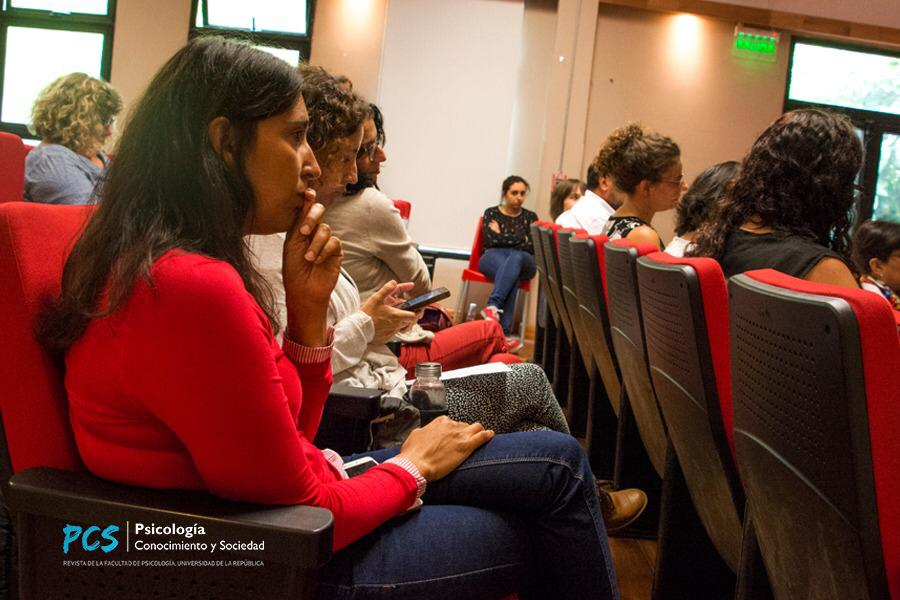 PCS
Psicología
Conocimiento y Sociedad
REVISTA DE LA FACULTAD DE PSICOLOGÍA, UNIVERSIDAD DE LA REPÚBLICA